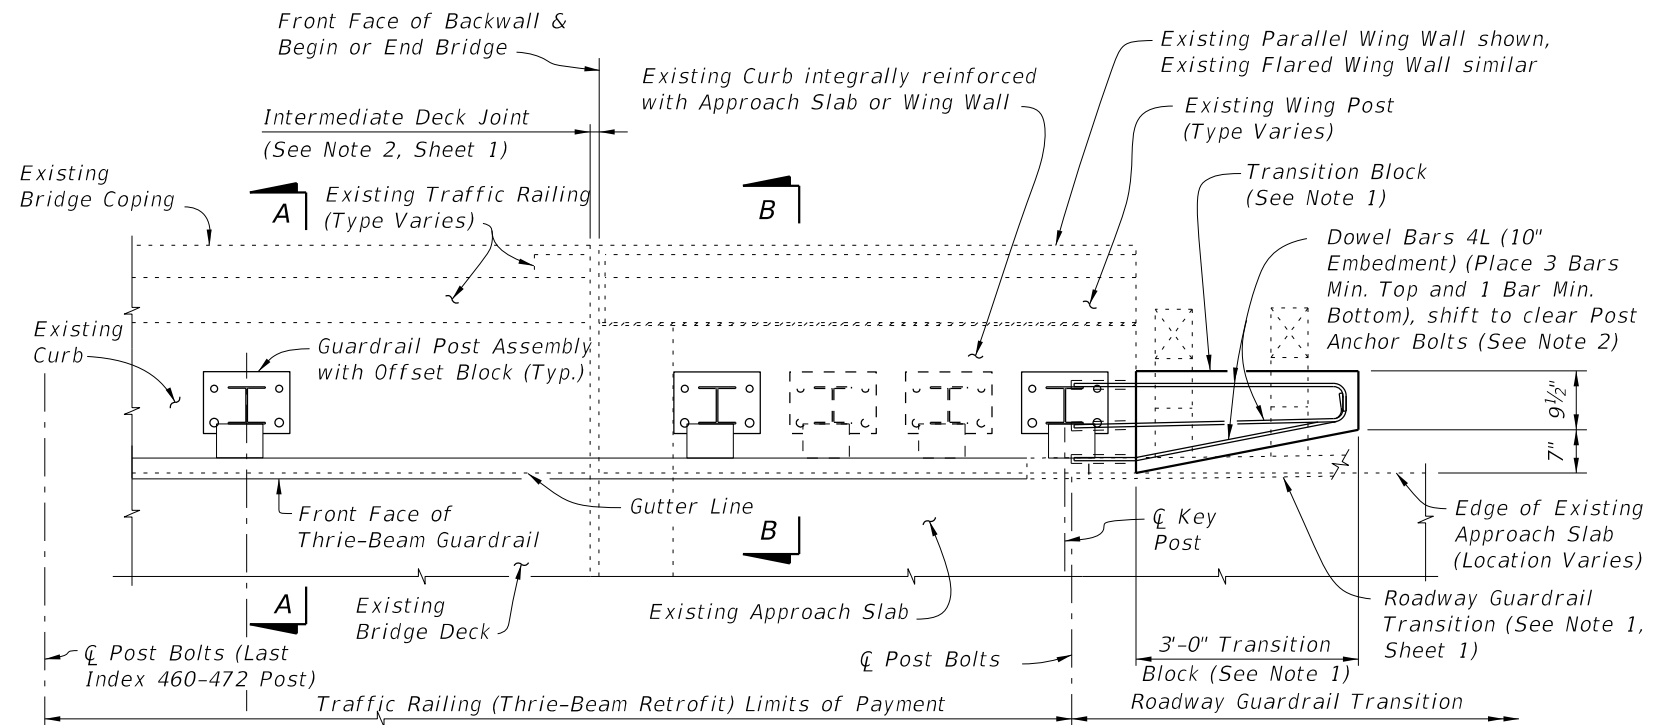 Front Face of Backwall &
Begin or End Bridge
Existing Parallel Wing Wall shown,
Existing Flared Wing Wall similar
Existing Curb integrally reinforced
with Approach Slab or Wing Wall
Existing Wing Post
(Type Varies)
Intermediate Deck Joint
(See Note 2, Sheet 1)
Existing
Bridge Coping
A
Existing Traffic Railing
(Type Varies)
B
Transition Block
(See Note 1)
Dowel Bars 4L (10"
Embedment) (Place 3 Bars
Min. Top and 1 Bar Min.
Bottom), shift to clear Post
Anchor Bolts (See Note 2)
Existing
Curb
Guardrail Post Assembly
with Offset Block (Typ.)
9½"
7"
Gutter Line
Front Face of
Thrie-Beam Guardrail
B
℄ Key
Post
Edge of Existing
Approach Slab
(Location Varies)
A
Existing
Bridge Deck
Existing Approach Slab
Roadway Guardrail
Transition (See Note 1,
Sheet 1)
℄ Post Bolts (Last
Index 460-472 Post)
℄ Post Bolts
3'-0" Transition
Block (See Note 1)
Traffic Railing (Thrie-Beam Retrofit) Limits of Payment
Roadway Guardrail Transition